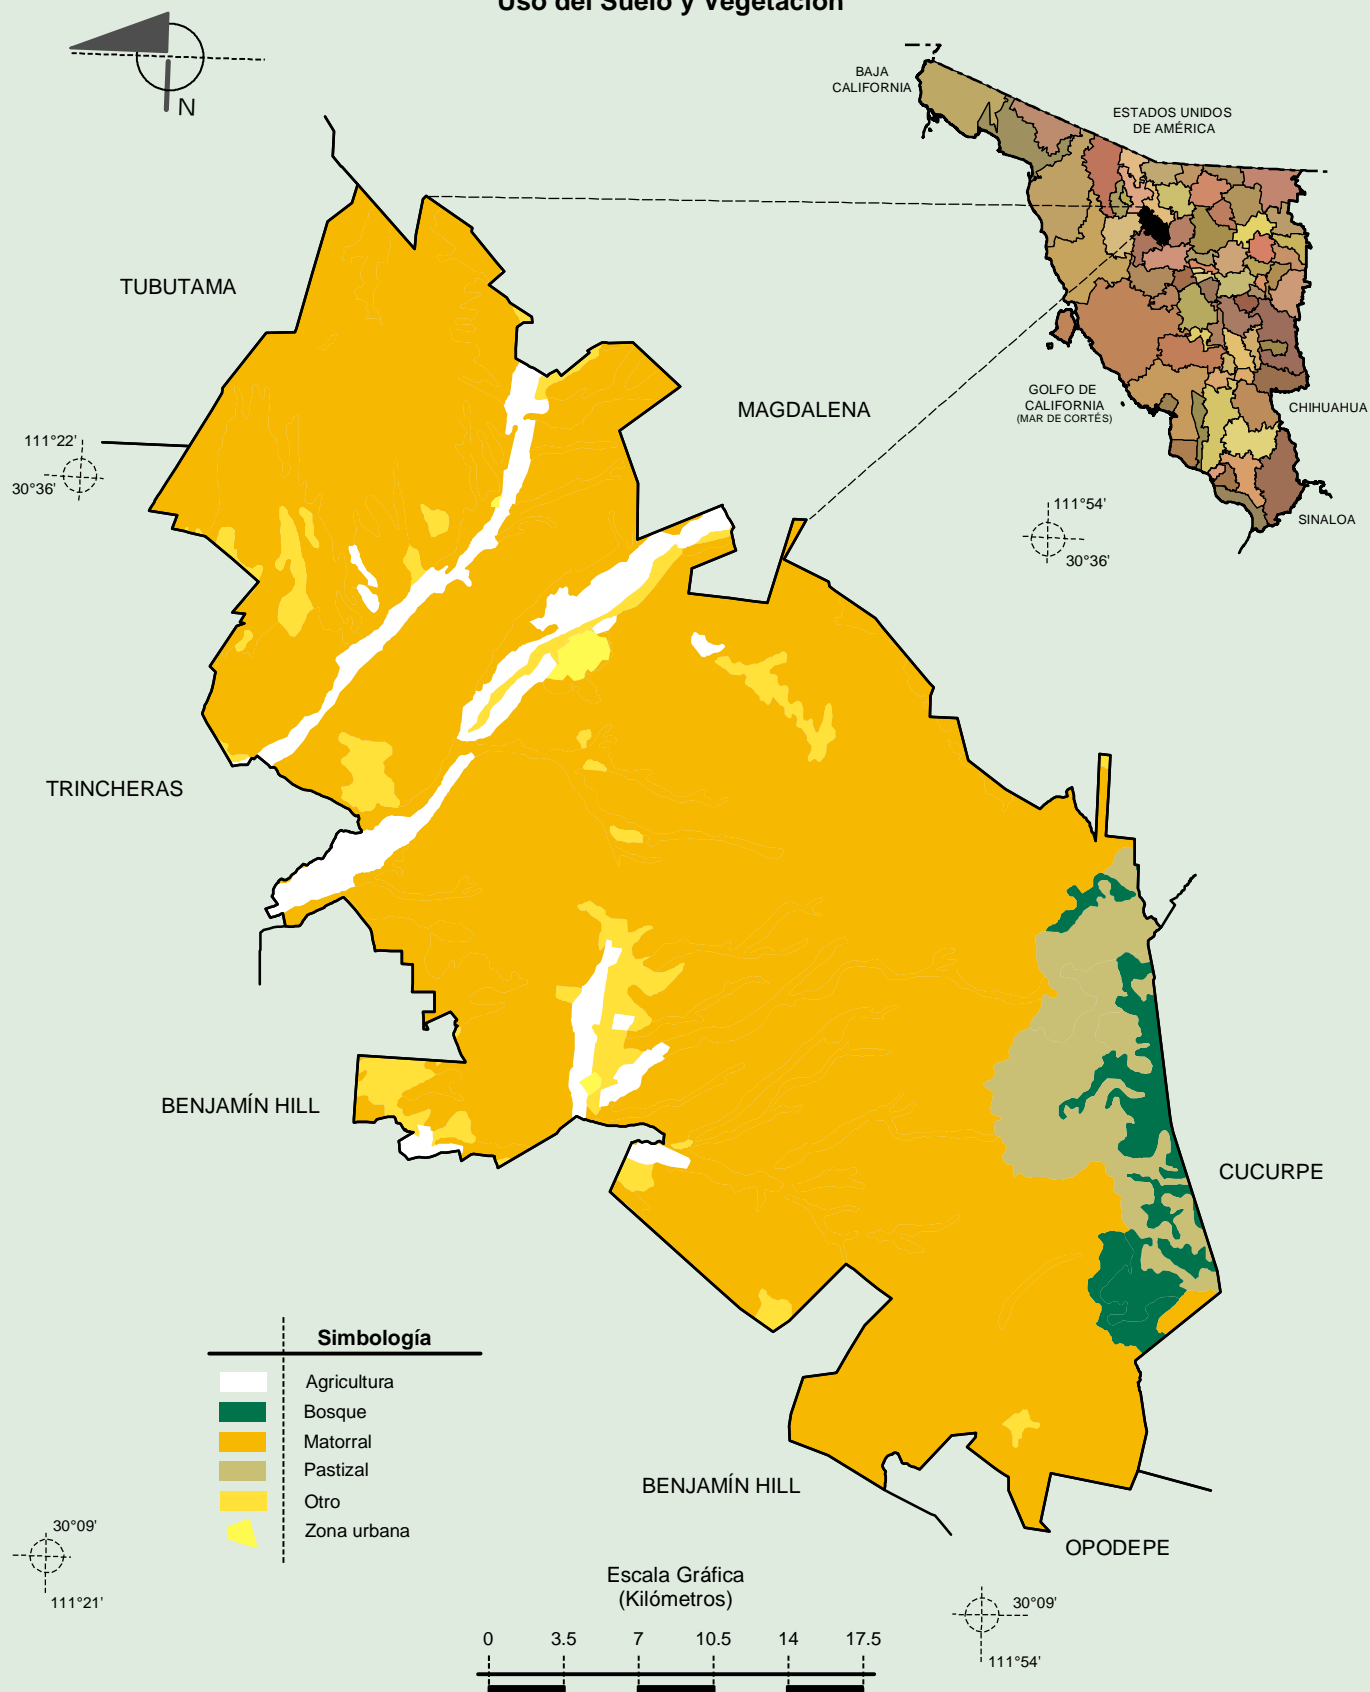 Uso del Suelo y Vegetación
N
BAJA
CALIFORNIA
ESTADOS UNIDOS
DE AMÉRICA
TUBUTAMA
MAGDALENA
GOLFO DE
CALIFORNIA
(MAR DE CORTÉS)
CHIHUAHUA
SINALOA
111°22'
30°36'
111°54'
30°36'
TRINCHERAS
BENJAMÍN HILL
CUCURPE
Simbología
Agricultura
Bosque
Matorral
Pastizal
Otro
Zona urbana
BENJAMÍN HILL
OPODEPE
30°09'
111°21'
Escala Gráfica
(Kilómetros)
0 3.5 7 10.5 14 17.5
30°09'
111°54'